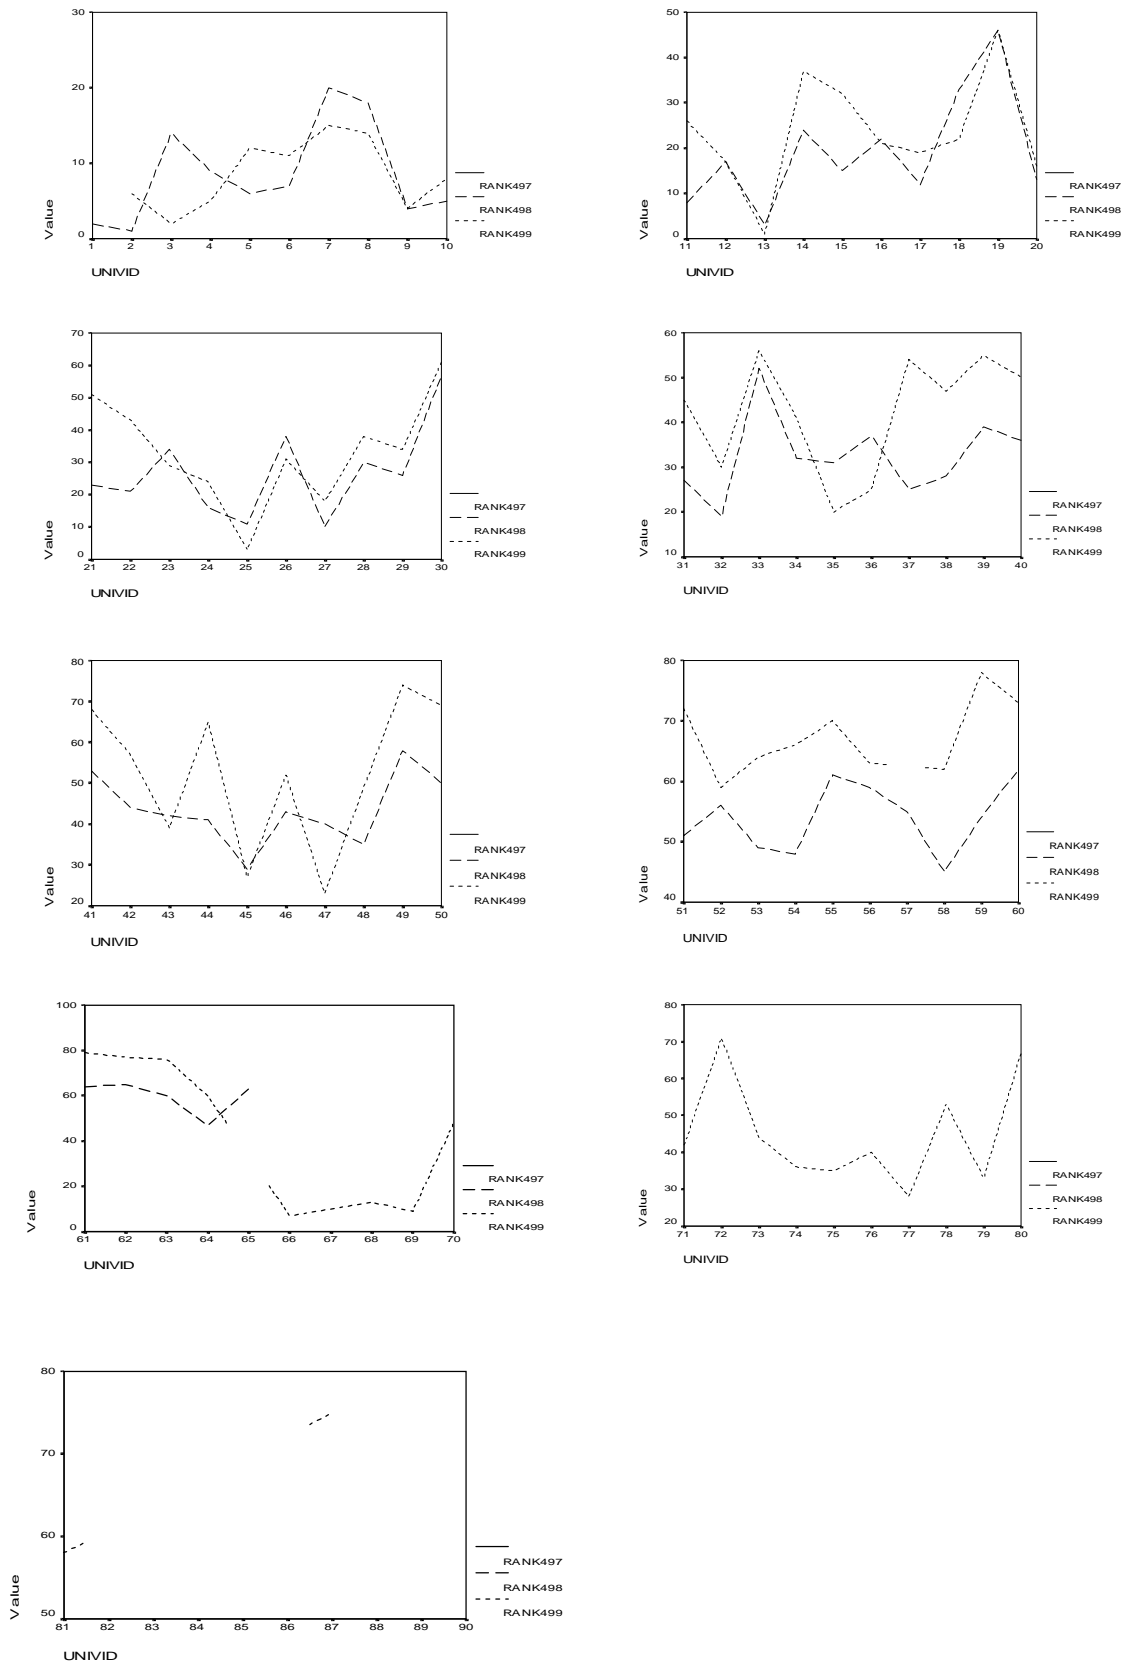 30
20
10
0
Value
1 2 3 4 5 6 7 8 9 10
UNIVID
RANK497
RANK498
RANK499
50
40
30
20
10
0
Value
11 12 13 14 15 16 17 18 19 20
UNIVID
RANK497
RANK498
RANK499
70
60
50
40
30
20
10
0
Value
21 22 23 24 25 26 27 28 29 30
UNIVID
RANK497
RANK498
RANK499
60
50
40
30
20
10
Value
31 32 33 34 35 36 37 38 39 40
UNIVID
RANK497
RANK498
RANK499
80
70
60
50
40
30
20
Value
41 42 43 44 45 46 47 48 49 50
UNIVID
RANK497
RANK498
RANK499
80
70
60
50
40
Value
51 52 53 54 55 56 57 58 59 60
UNIVID
RANK497
RANK498
RANK499
100
80
60
40
20
0
Value
61 62 63 64 65 66 67 68 69 70
UNIVID
RANK497
RANK498
RANK499
80
70
60
50
40
30
20
Value
71 72 73 74 75 76 77 78 79 80
UNIVID
RANK497
RANK498
RANK499
80
70
60
50
Value
81 82 83 84 85 86 87 88 89 90
UNIVID
RANK497
RANK498
RANK499